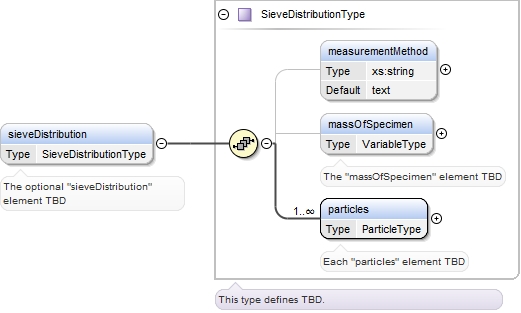 SieveDistributionType
measurementMethod
Type xs:string
Default text
massOfSpecimen
Type VariableType
The "massOfSpecimen" element TBD
sieveDistribution
Type SieveDistributionType
The optional "sieveDistribution"
element TBD
1..∞
particles
Type ParticleType
Each "particles" element TBD
This type defines TBD.